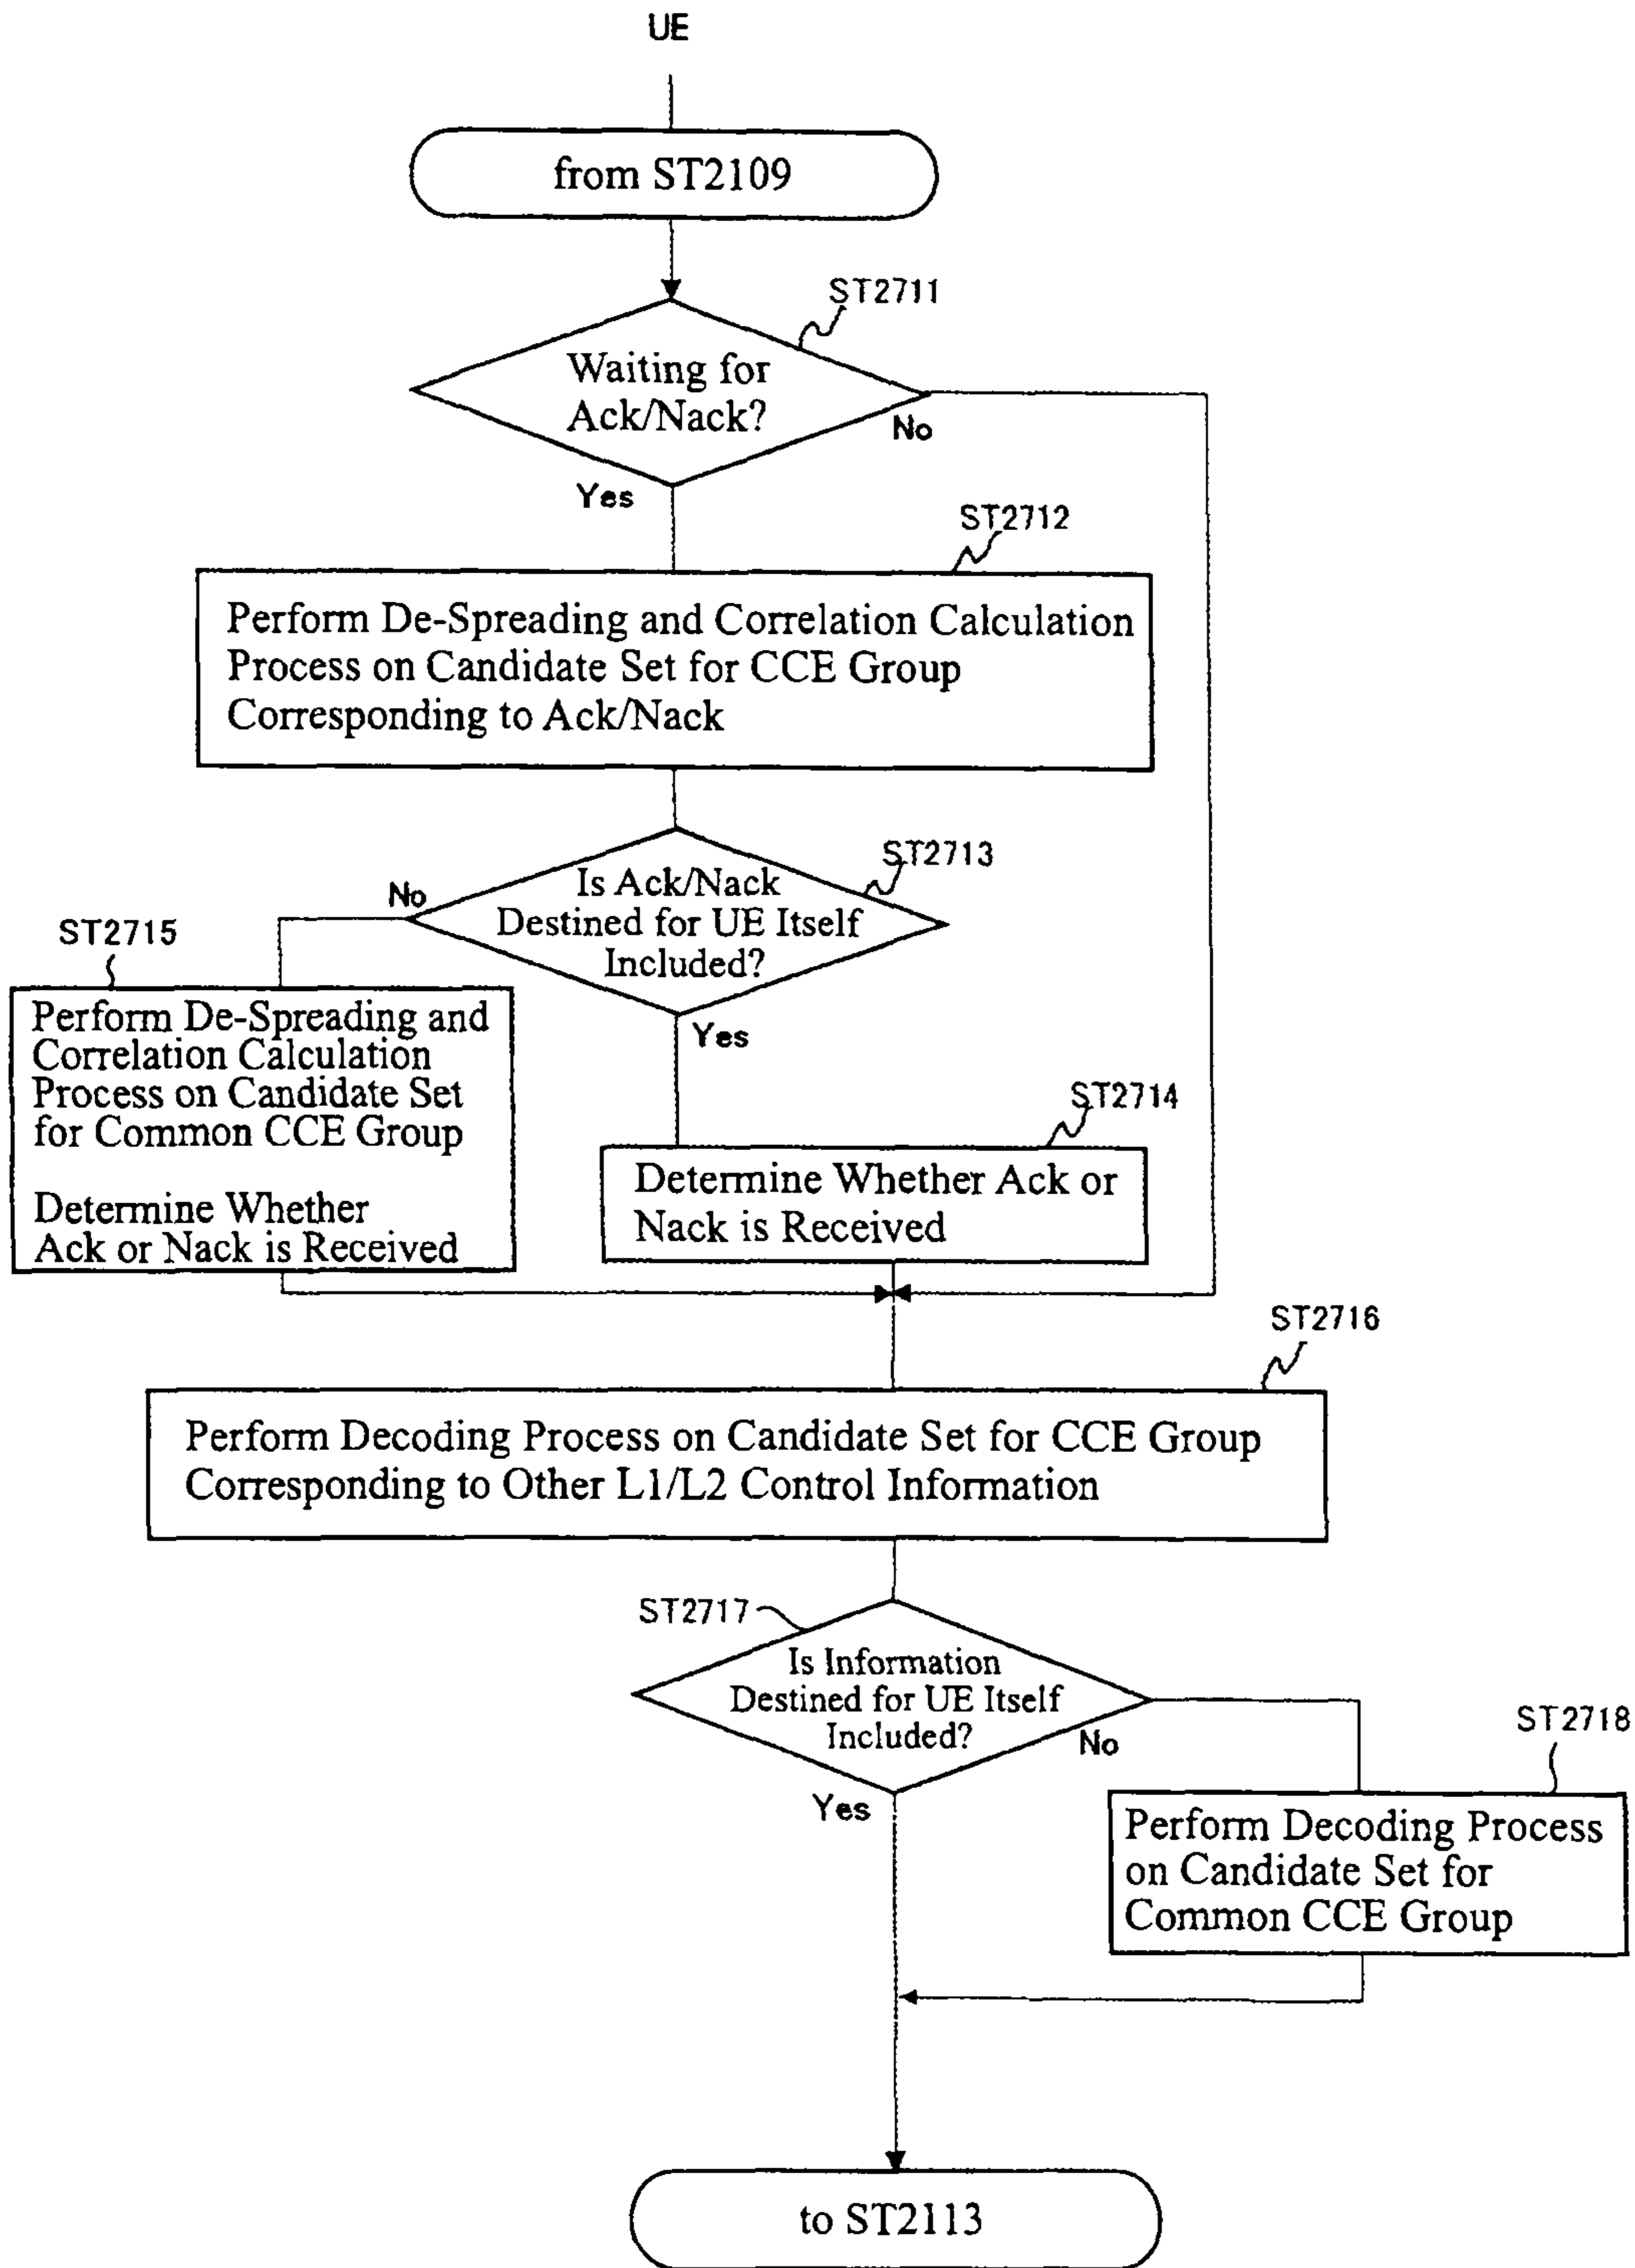 UE
from ST2109
ST2711
Waiting for
Ack/Nack?
No
Yes
ST2712
Perform De-Spreading and Correlation Calculation
Process on Candidate Set for CCE Group
Corresponding to Ack/Nack
ST2713
No
Is Ack/Nack
Destined for UE Itself
Included?
Yes
ST2715
Perform De-Spreading and
Correlation Calculation
Process on Candidate Set
for Common CCE Group
Determine Whether
Ack or Nack is Received
ST2714
Determine Whether Ack or
Nack is Received
ST2716
Perform Decoding Process on Candidate Set for CCE Group
Corresponding to Other L1/L2 Control Information
ST2717
Is Information
Destined for UE Itself
Included?
No
Yes
ST2718
Perform Decoding Process
on Candidate Set for
Common CCE Group
to ST2113